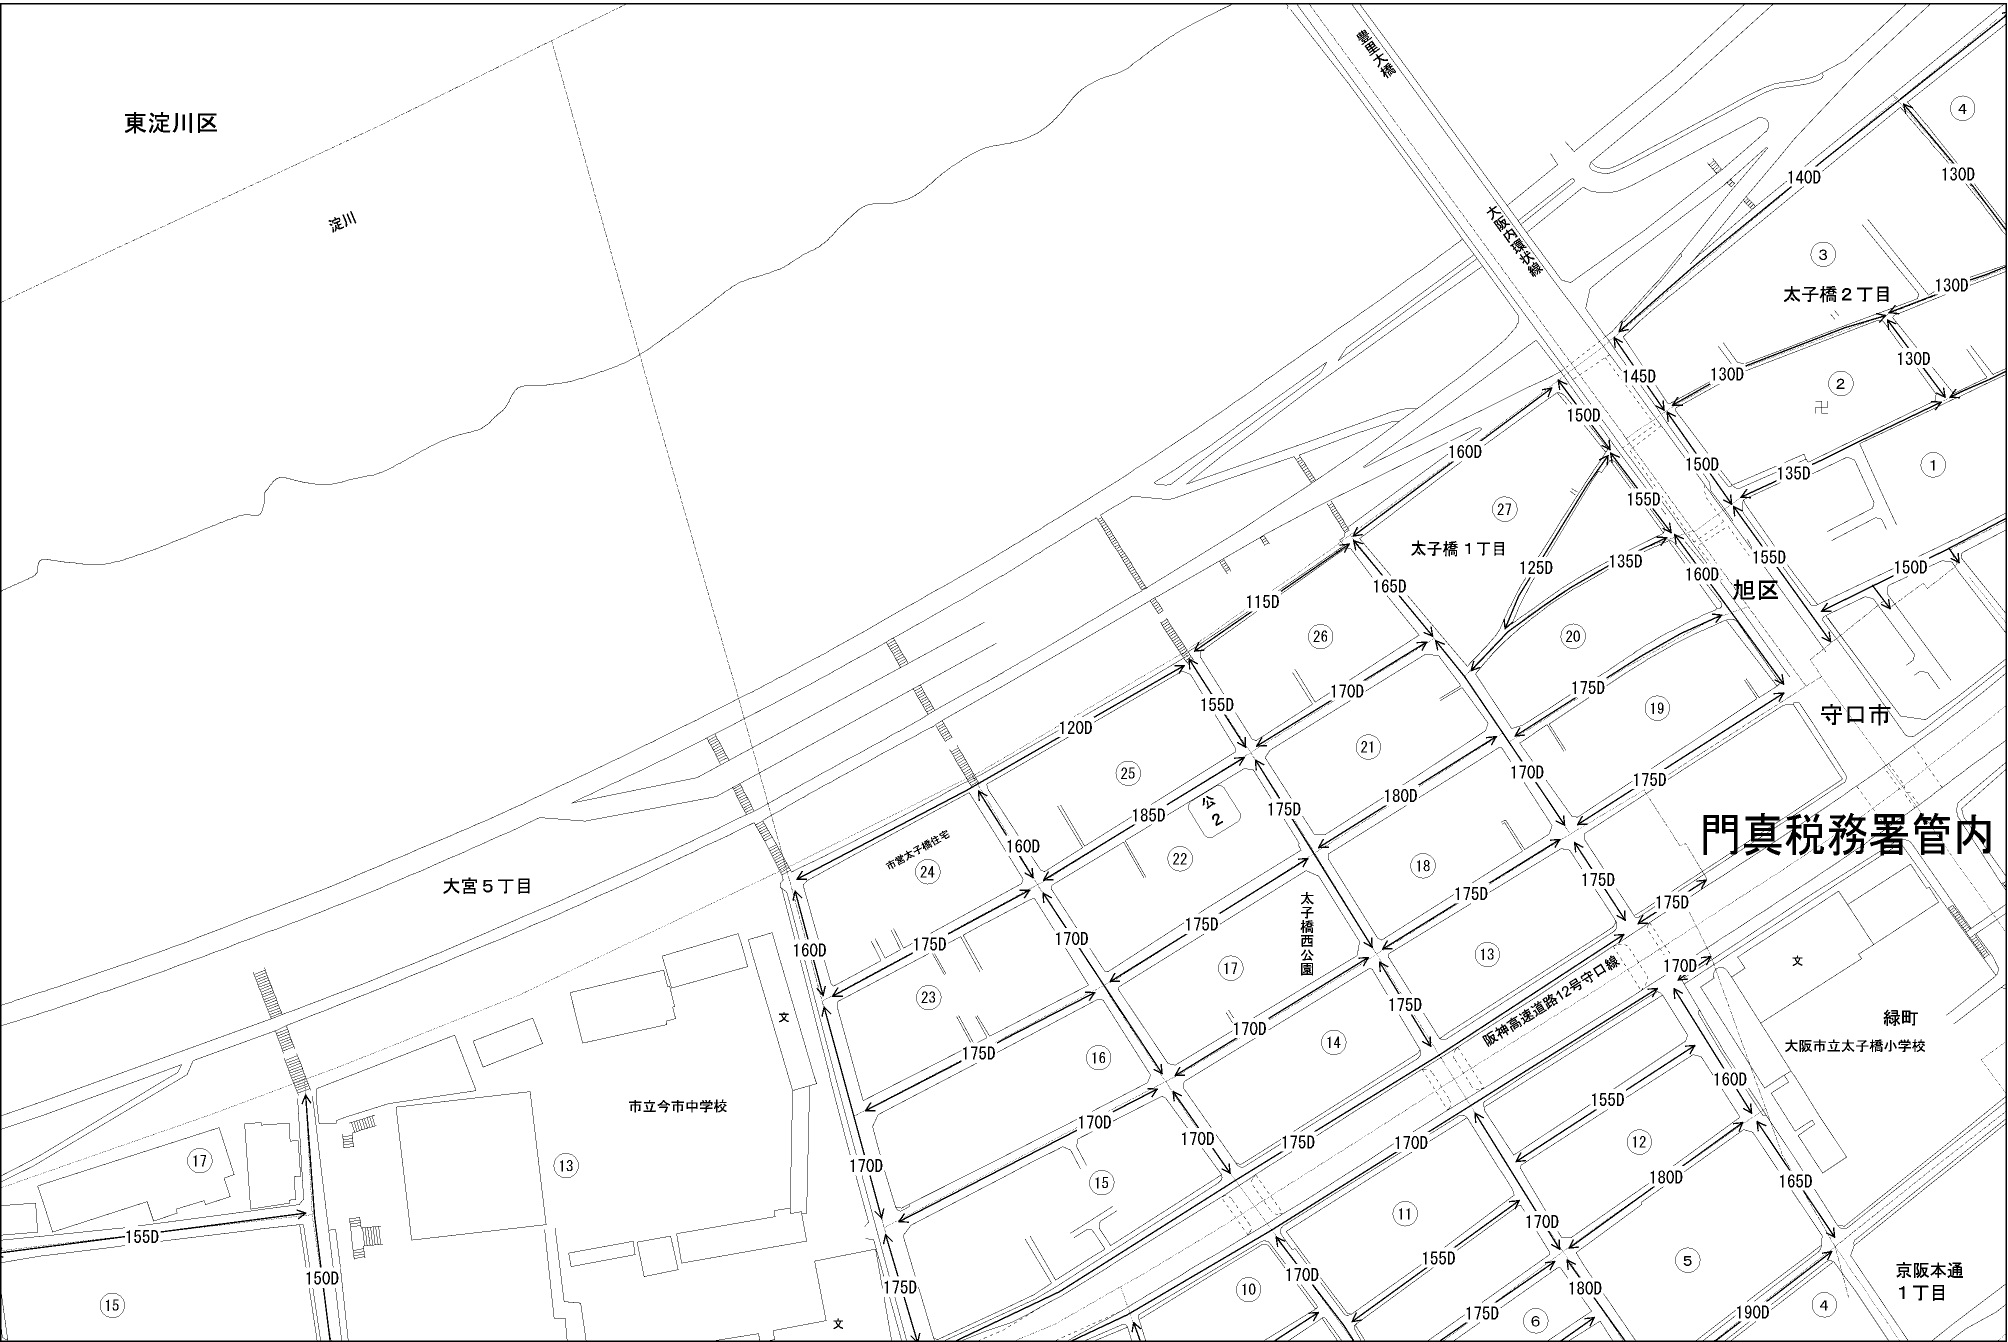 豊里大橋
④
東淀川区
140D
130D
淀川
大阪内環状線
③
太子橋２丁目
130D
130D
145D
130D
②
150D
160D
150D
135D
①
155D
㉗
太子橋１丁目
155D
125D
135D
160D
150D
旭区
165D
115D
㉖
⑳
170D
175D
155D
⑲
守口市
120D
㉑
170D
175D
㉕
180D
公
2
185D
175D
門真税務署管内
160D
市営太子橋住宅
㉔
㉒
⑱
175D
175D
大宮５丁目
175D
太子橋西公園
175D
170D
160D
175D
⑬
文
170D
⑰
㉓
175D
文
阪神高速道路12号守口線
緑町
170D
⑭
大阪市立太子橋小学校
175D
⑯
160D
155D
市立今市中学校
170D
170D
175D
170D
⑫
⑰
⑬
170D
⑮
180D
165D
⑪
170D
155D
155D
⑤
150D
175D
170D
⑩
180D
京阪本通
１丁目
⑮
175D
⑥
190D
④
文